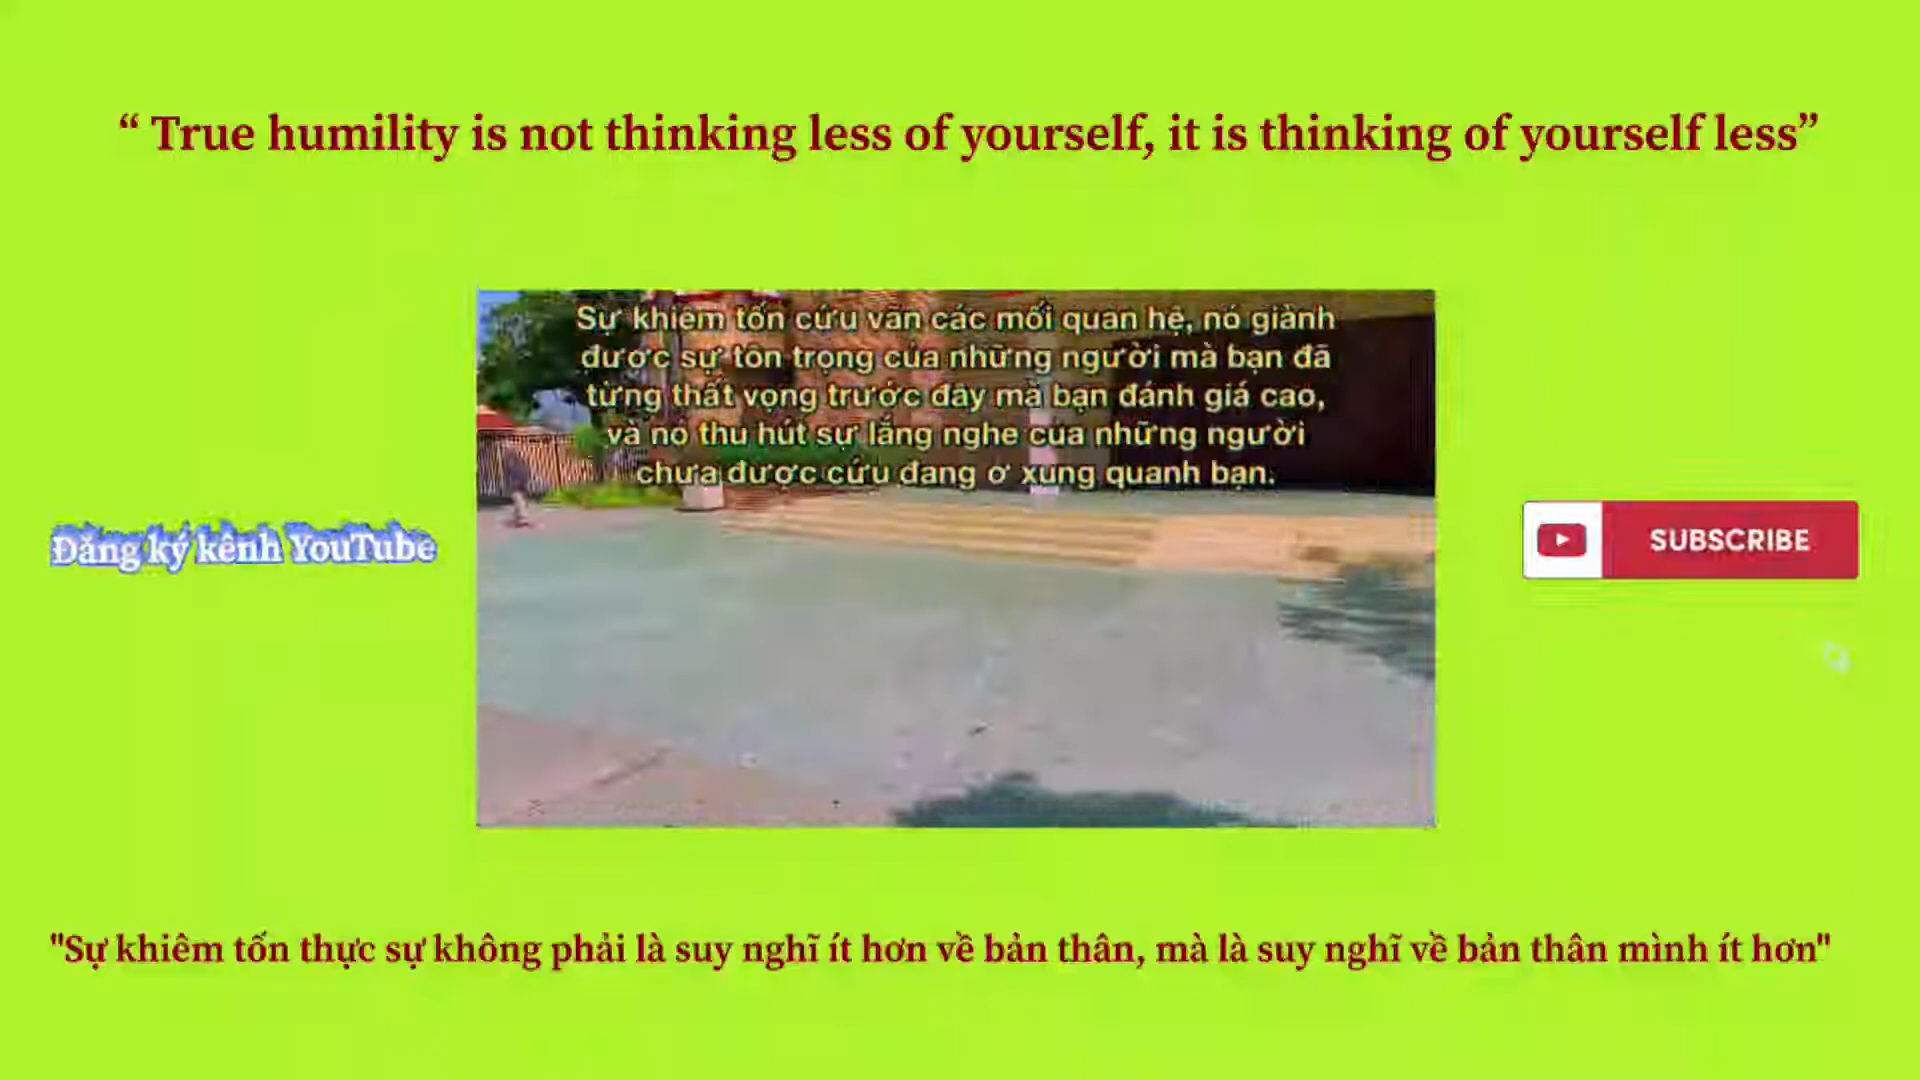 “ True humility is not thinking less of yourself, it is thinking of yourself less”
Sự khiêm tốn cứu vãn các mối quan hệ, nó giành
được sự tôn trọng của những người mà bạn đã
từng thất vọng trước đây mà bạn đánh giá cao,
và nó thu hút sự lắng nghe của những người
chưa được cứu đang ở xung quanh bạn.
Đăng ký kênh YouTube
SUBSCRIBE
"Sự khiêm tốn thực sự không phải là suy nghĩ ít hơn về bản thân, mà là suy nghĩ về bản thân mình ít hơn"